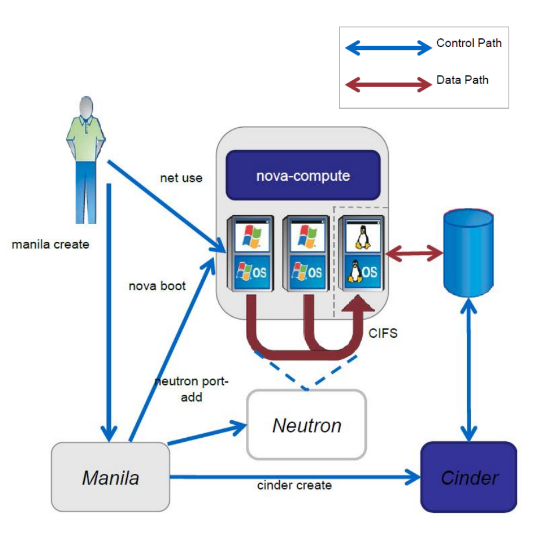 Control Path
Data Path
net use
nova-compute
manila create
OS
OS
OS
nova boot
CIFS
neutron port-
add
Neutron
Manila
cinder create
Cinder